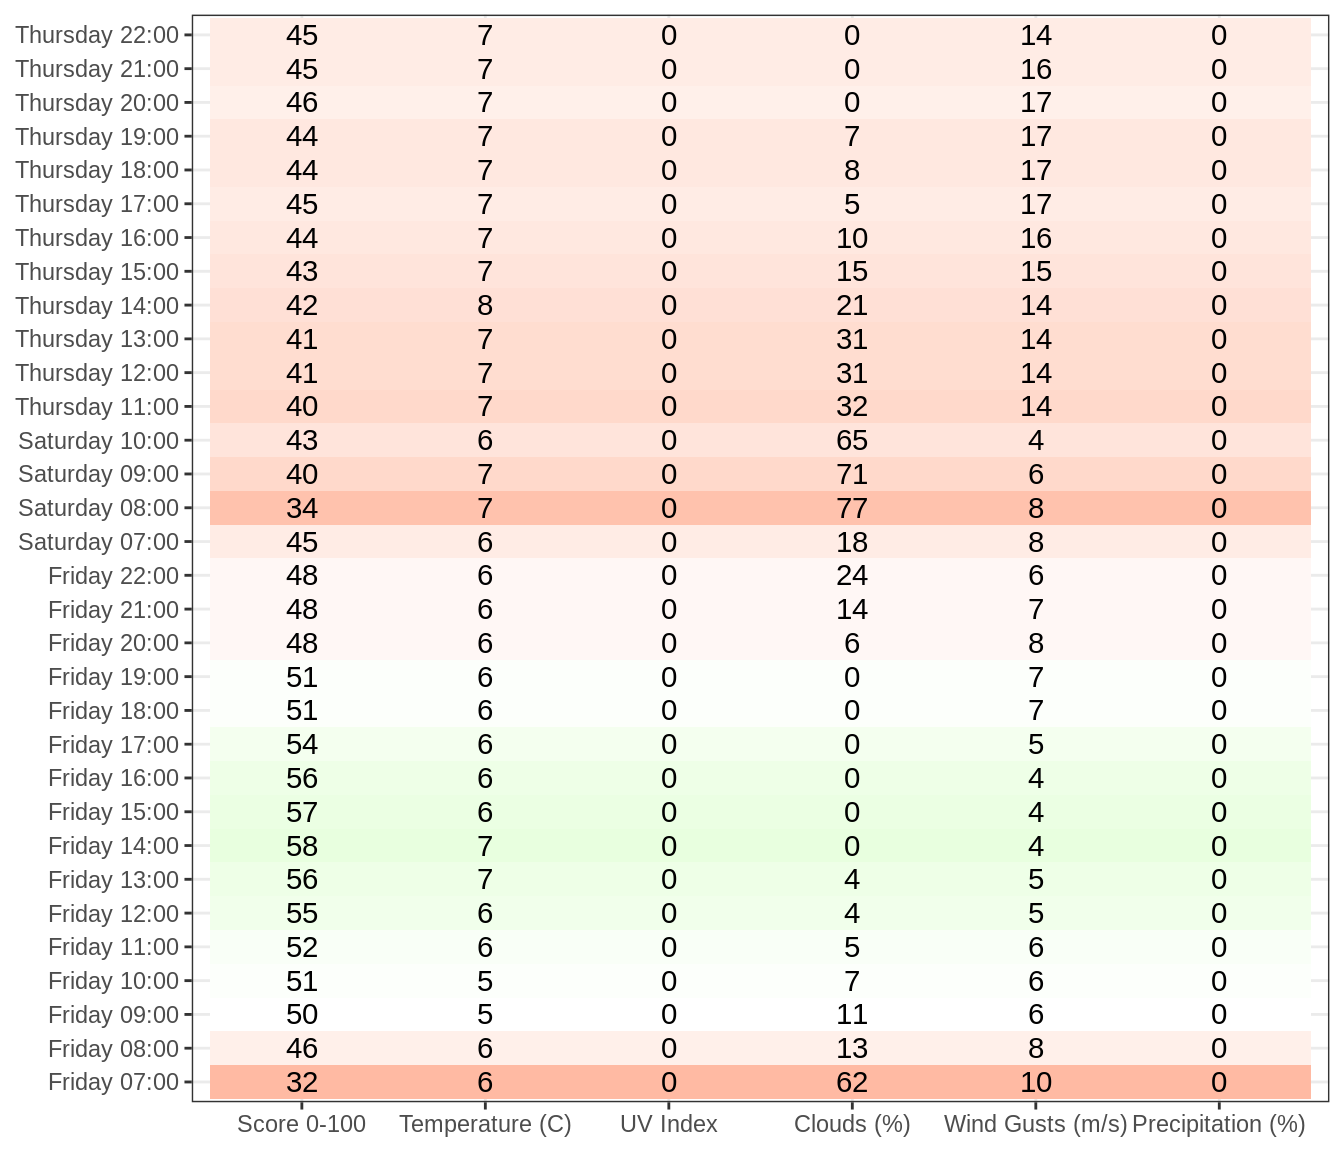 Thursday 22:00 45 7 0 0 14 0
Thursday 21:00 45 7 0 0 16 0
Thursday 20:00 46 7 0 0 17 0
Thursday 19:00 44 7 0 7 17 0
Thursday 18:00 44 7 0 8 17 0
Thursday 17:00 45 7 0 5 17 0
Thursday 16:00 44 7 0 10 16 0
Thursday 15:00 43 7 0 15 15 0
Thursday 14:00 42 8 0 21 14 0
Thursday 13:00 41 7 0 31 14 0
Thursday 12:00 41 7 0 31 14 0
Thursday 11:00 40 7 0 32 14 0
Saturday 10:00 43 6 0 65 4 0
Saturday 09:00 40 7 0 71 6 0
Saturday 08:00 34 7 0 77 8 0
Saturday 07:00 45 6 0 18 8 0
Friday 22:00 48 6 0 24 6 0
Friday 21:00 48 6 0 14 7 0
Friday 20:00 48 6 0 6 8 0
Friday 19:00 51 6 0 0 7 0
Friday 18:00 51 6 0 0 7 0
Friday 17:00 54 6 0 0 5 0
Friday 16:00 56 6 0 0 4 0
Friday 15:00 57 6 0 0 4 0
Friday 14:00 58 7 0 0 4 0
Friday 13:00 56 7 0 4 5 0
Friday 12:00 55 6 0 4 5 0
Friday 11:00 52 6 0 5 6 0
Friday 10:00 51 5 0 7 6 0
Friday 09:00 50 5 0 11 6 0
Friday 08:00 46 6 0 13 8 0
Friday 07:00 32 6 0 62 10 0
Score 0-100 Temperature (C) UV Index Clouds (%) Wind Gusts (m/s) Precipitation (%)